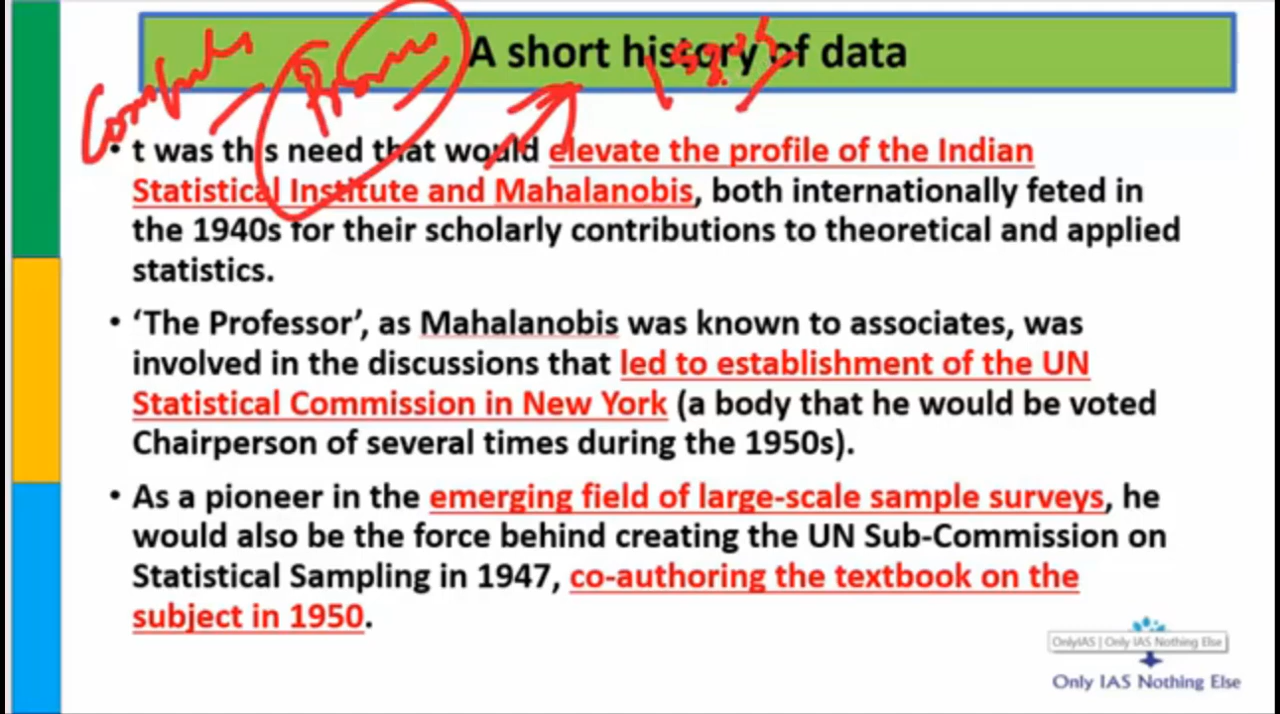 A short history of data
• t was this need that would elevate the profile of the Indian
Statistical Institute and Mahalanobis, both internationally feted in
the 1940s for their scholarly contributions to theoretical and applied
statistics.
• ‘The Professor’, as Mahalanobis was known to associates, was
involved in the discussions that led to establishment of the UN
Statistical Commission in New York (a body that he would be voted
Chairperson of several times during the 1950s).
• As a pioneer in the emerging field of large-scale sample surveys, he
would also be the force behind creating the UN Sub-Commission on
Statistical Sampling in 1947, co-authoring the textbook on the
subject in 1950.
OnlyIAS | Only IAS Nothing Else
Only IAS Nothing Else